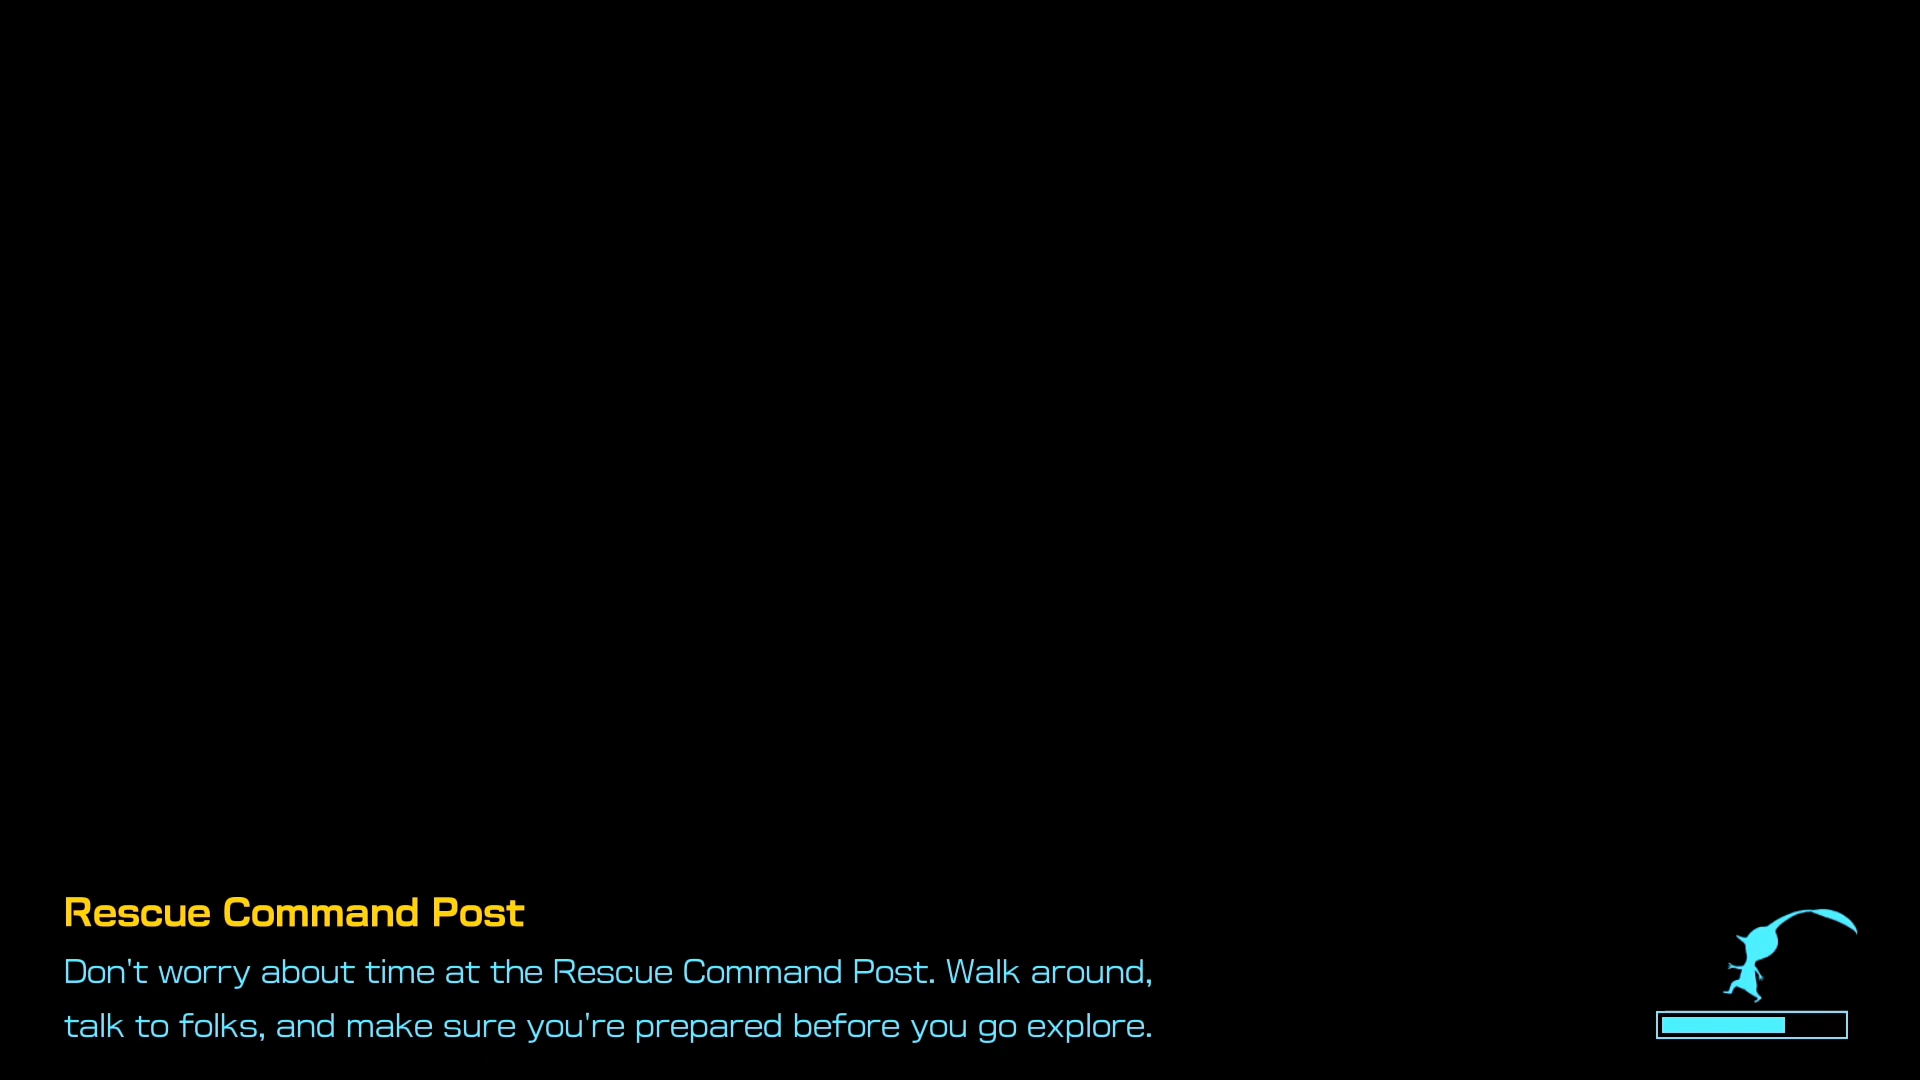 Rescue Command Post
Don't worry about time at the Rescue Command Post. Walk around,
talk to folks, and make sure you're prepared before you go explore.